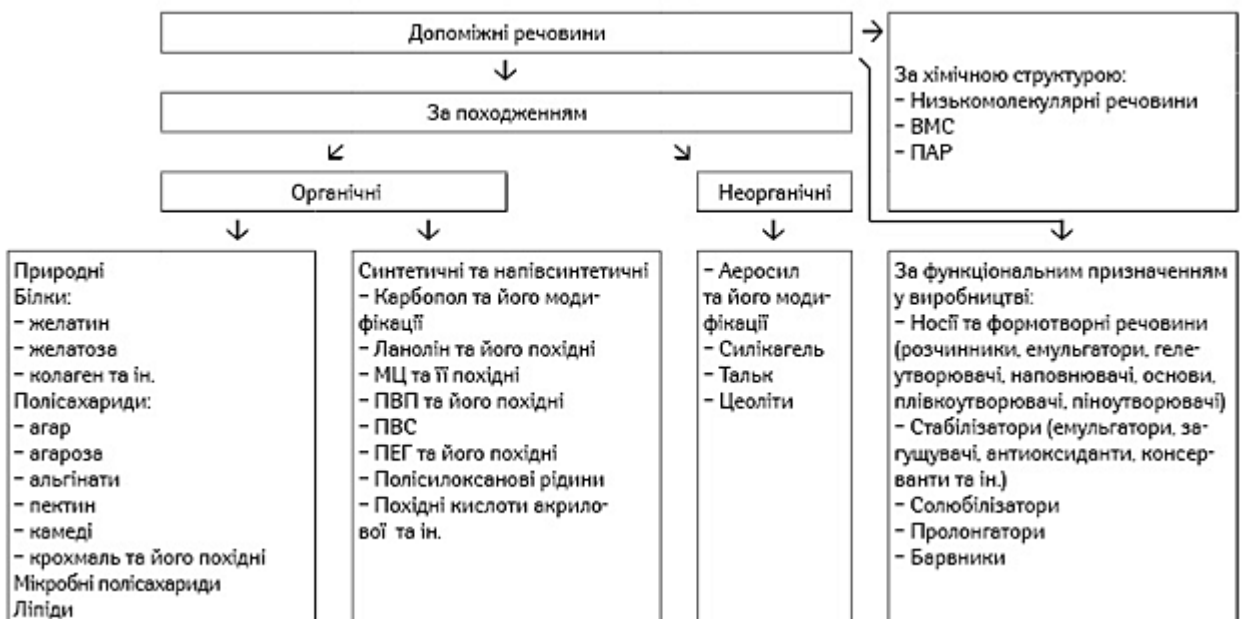 Допоміжні речовини
За хімічною структурою:
– Низькомолекулярні речовини
– ВМС
– ПАР
За походженням
Органічні
Неорганічні
Природні
Білки:
– желатин
– желатоза
– колаген та ін.
Полісахариди:
– агар
– агароза
– альгінати
– пектин
– камеді
– крохмаль та його похідні
Мікробні полісахариди
Ліпіди
Синтетичні та напівсинтетичні
– Карбопол та його моди-
фікації
– Ланолін та його похідні
– МЦ та її похідні
– ПВП та його похідні
– ПВС
– ПЕГ та його похідні
– Полісилоксанові рідини
– Похідні кислоти акрило-
вої та ін.
– Аеросил
та його моди-
фікації
– Силікагель
– Тальк
– Цеоліти
За функціональним призначенням
у виробництві:
– Носії та формотворні речовини
(розчинники, емульгатори, геле-
утворювачі, наповнювачі, основи,
плівкоутворювачі, піноутворювачі)
– Стабілізатори (емульгатори, за-
гущувачі, антиоксиданти, консер-
ванти та ін.)
– Солюбілізатори
– Пролонгатори
– Барвники